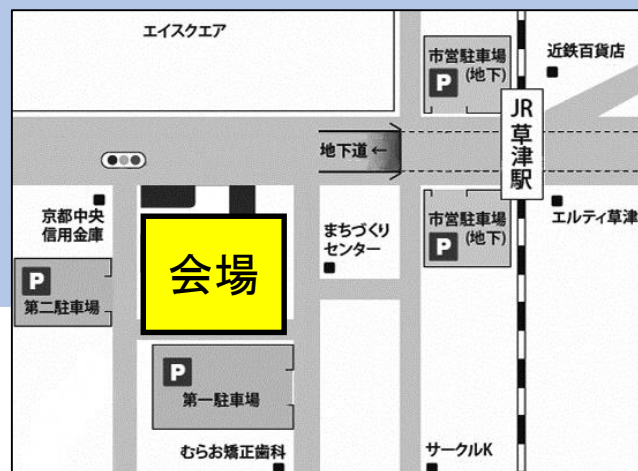 エイスクエア
市営駐車場
P (地下)
近鉄百貨店
JR草津駅
地下道 ←
京都中央
信用金庫
会場
まちづくり
センター
市営駐車場
P (地下)
エルティ草津
P
第二駐車場
P
第一駐車場
むらお矯正歯科
サークルK